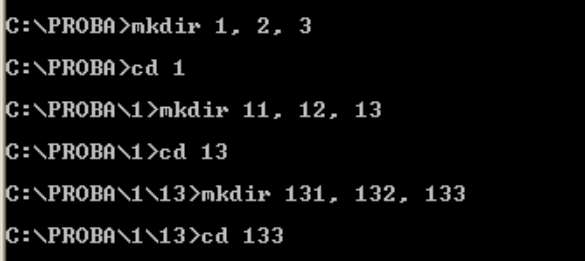 C:\PROBA>mkdir 1, 2, 3
C:\PROBA>cd 1
C:\PROBA\1>mkdir 11, 12, 13
C:\PROBA\1>cd 13
C:\PROBA\1\13>mkdir 131, 132, 133
C:\PROBA\1\13>cd 133